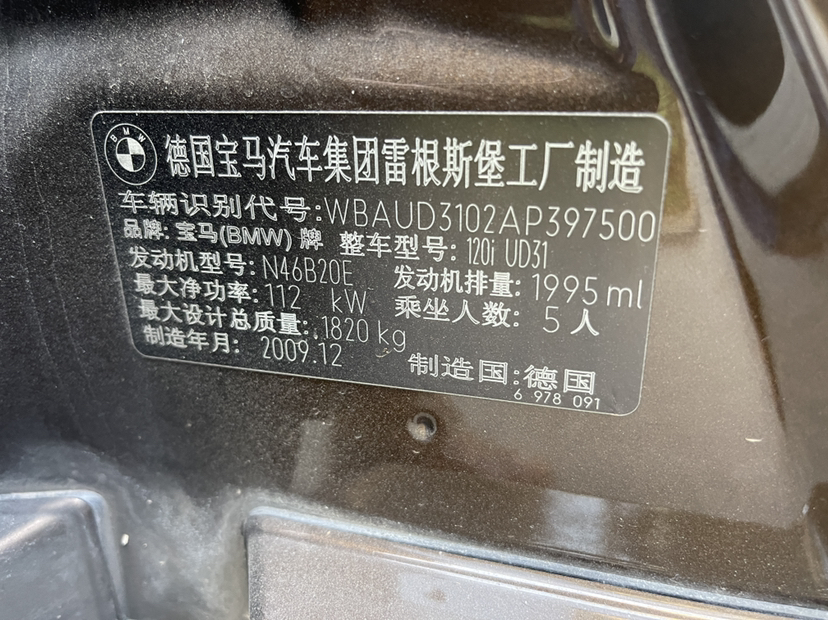 BMW
德国宝马汽车集团雷根斯堡工厂制造
车辆识别代号:WBAUD3102AP397500
品牌: 宝马(BMW) 牌 整车型号: 120i UD31
发动机型号: N46B20E 发动机排量: 1995 ml
最大净功率: 112 kW 乘坐人数: 5 人
最大设计总质量: 1820 kg
制造年月: 2009.12 制造国: 德国
6 978 091